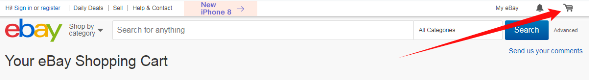 Hi! Sign in or register | Daily Deals | Sell | Help & Contact New iPhone 8 → My eBay
ebay Shop by category Search for anything All Categories Search Advanced
Send us your comments
Your eBay Shopping Cart